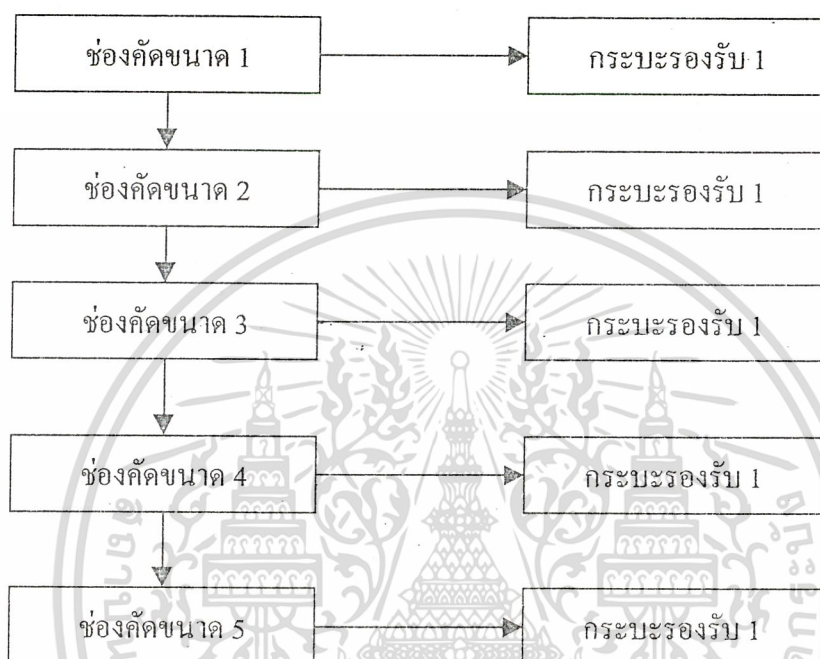 ช่องคัดขนาด 1 กระบะรองรับ 1
ช่องคัดขนาด 2 กระบะรองรับ 1
ช่องคัดขนาด 3 กระบะรองรับ 1
ช่องคัดขนาด 4 กระบะรองรับ 1
ช่องคัดขนาด 5 กระบะรองรับ 1